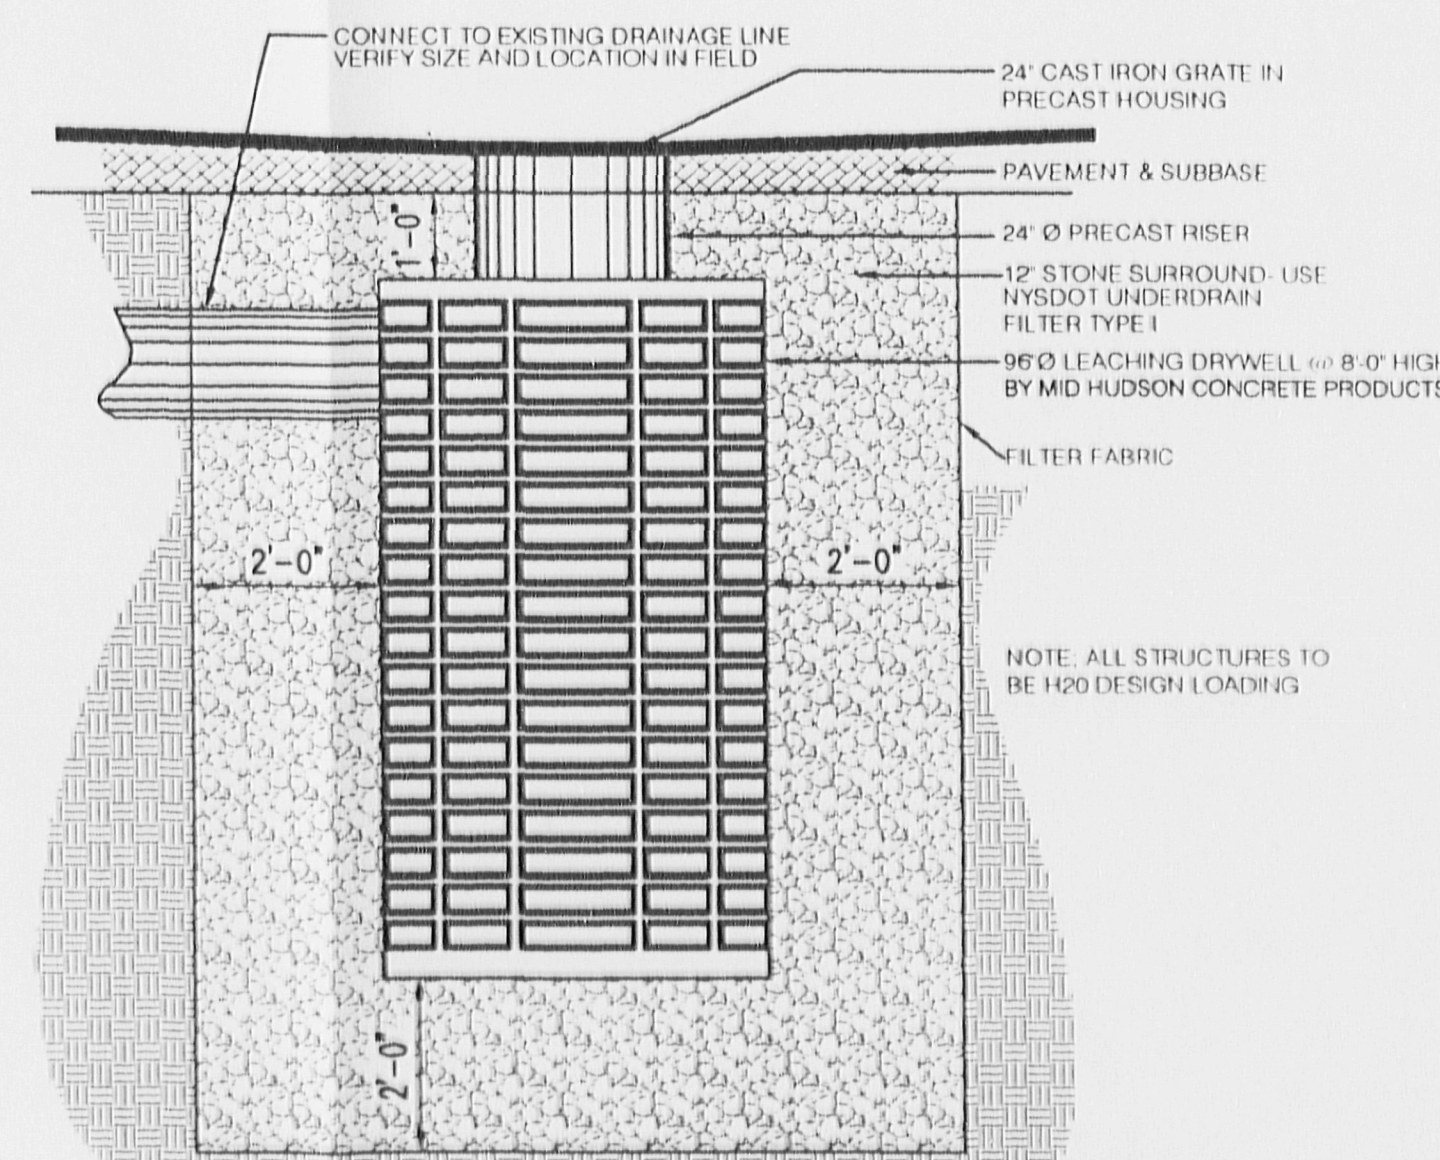 CONNECT TO EXISTING DRAINAGE LINE
VERIFY SIZE AND LOCATION IN FIELD
24" CAST IRON GRATE IN
PRECAST HOUSING
PAVEMENT & SUBBASE
1'-0"
24" Ø PRECAST RISER
12" STONE SURROUND- USE
NYSDOT UNDERDRAIN
FILTER TYPE I
96"Ø LEACHING DRYWELL @ 8'-0" HIGH
BY MID HUDSON CONCRETE PRODUCTS
FILTER FABRIC
2'-0"
2'-0"
NOTE: ALL STRUCTURES TO
BE H20 DESIGN LOADING
2'-0"